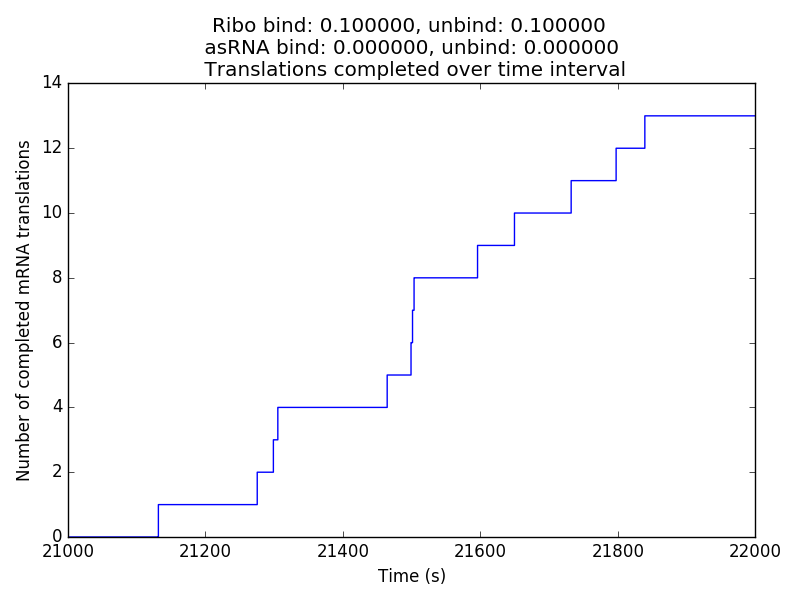 Ribo bind: 0.100000, unbind: 0.100000
asRNA bind: 0.000000, unbind: 0.000000
Translations completed over time interval
Number of completed mRNA translations
14
12
10
8
6
4
2
0
21000 21200 21400 21600 21800 22000
Time (s)